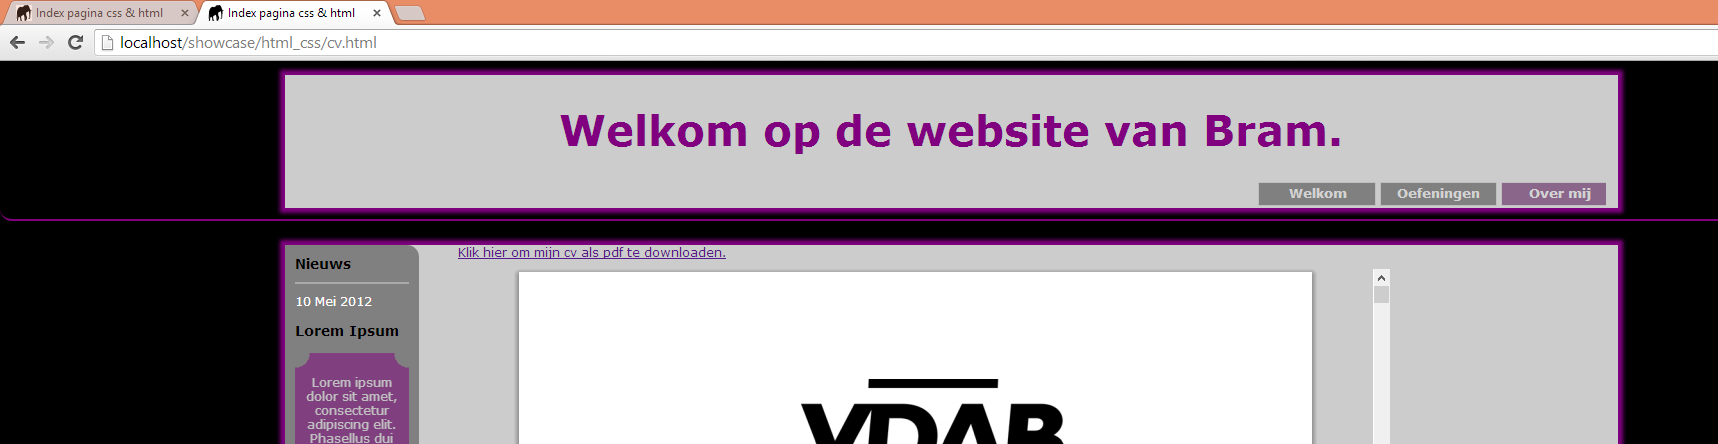 Index pagina css & html
Index pagina css & html
localhost/showcase/html_css/cv.html
Welkom op de website van Bram.
Welkom Oefeningen Over mij
Nieuws
10 Mei 2012
Lorem Ipsum
Lorem ipsum
dolor sit amet,
consectetur
adipiscing elit.
Phasellus dui
Klik hier om mijn cv als pdf te downloaden.
VDAB